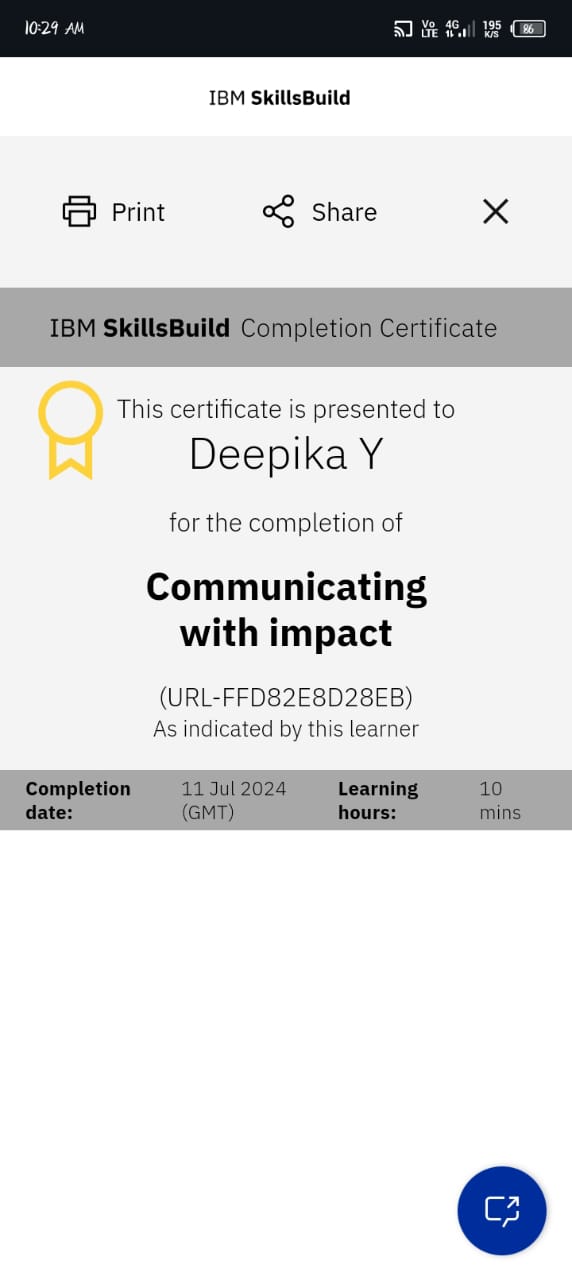 10:29 AM
Vo LTE 4G 195 K/S 86
IBM SkillsBuild
Print Share
IBM SkillsBuild Completion Certificate
This certificate is presented to
Deepika Y
for the completion of
Communicating
with impact
(URL-FFD82E8D28EB)
As indicated by this learner
Completion date: 11 Jul 2024 (GMT) Learning hours: 10 mins